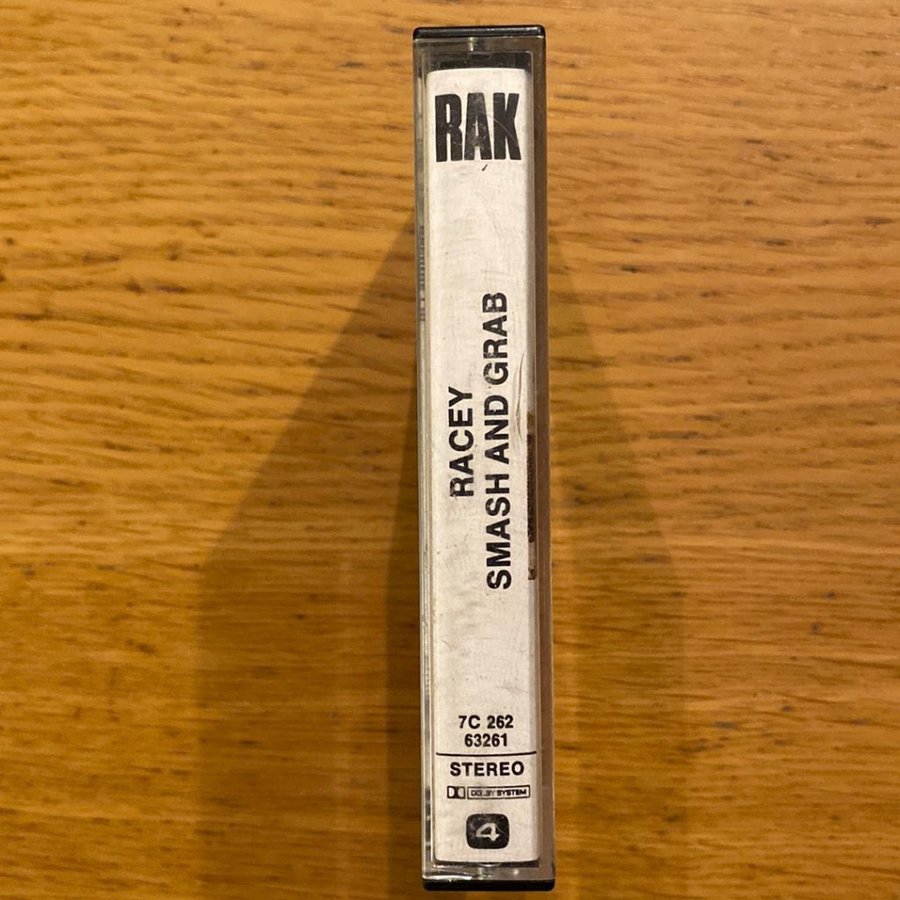 RAK
RACEY
SMASH AND GRAB
7C 262
63261
STEREO
DOLBY SYSTEM
4